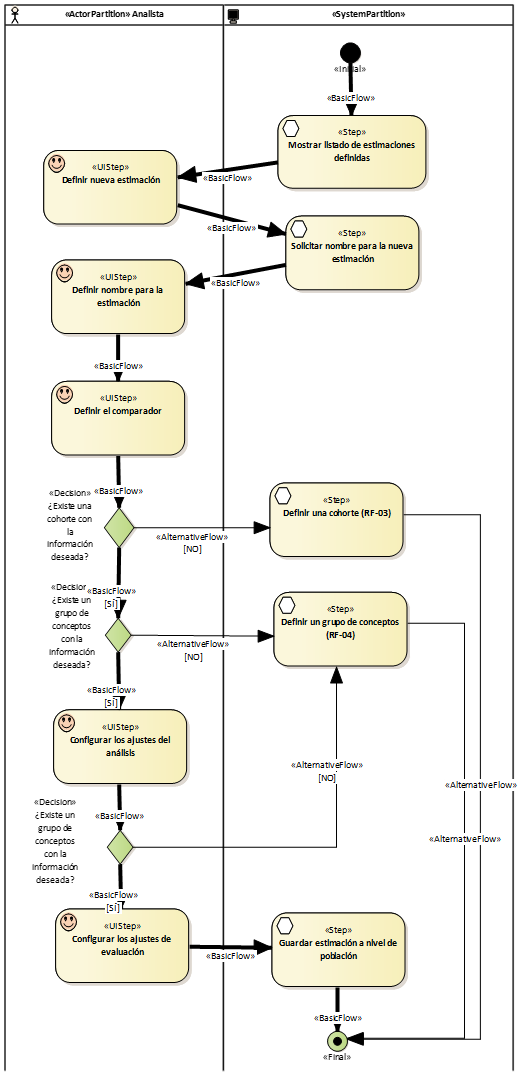 «ActorPartition» Analista
«SystemPartition»
«Initial»
«BasicFlow»
«Step»
Mostrar listado de estimaciones
definidas
«UIStep»
Definir nueva estimación
«BasicFlow»
«BasicFlow»
«Step»
Solicitar nombre para la nueva
estimación
«UIStep»
Definir nombre para la
estimación
«BasicFlow»
«BasicFlow»
«UIStep»
Definir el comparador
«BasicFlow»
«Decision»
¿Existe una
cohorte con
la
información
deseada?
«AlternativeFlow»
[NO]
«Step»
Definir una cohorte (RF-03)
«BasicFlow»
[SÍ]
«Decision
¿Existe un
grupo de
conceptos
con la
información
deseada?
«AlternativeFlow»
[NO]
«Step»
Definir un grupo de conceptos
(RF-04)
«BasicFlow»
[SÍ]
«UIStep»
Configurar los ajustes del
análisis
«AlternativeFlow»
[NO]
«AlternativeFlow»
«AlternativeFlow»
«BasicFlow»
«Decision»
¿Existe un
grupo de
conceptos
con la
información
deseada?
«BasicFlow»
[SÍ]
«UIStep»
Configurar los ajustes de
evaluación
«BasicFlow»
«Step»
Guardar estimación a nivel de
población
«BasicFlow»
«Final»